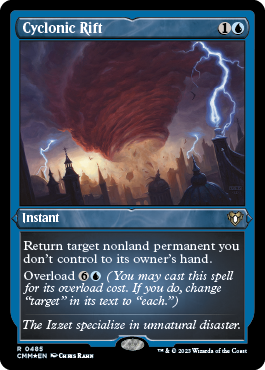 Cyclonic Rift 1
Instant
Return target nonland permanent you
don't control to its owner's hand.
Overload 6 (You may cast this spell
for its overload cost. If you do, change
"target" in its text to "each.")
The Izzet specialize in unnatural disaster.
R 0485
CMM★EN Chris Rahn
™ & © 2023 Wizards of the Coast